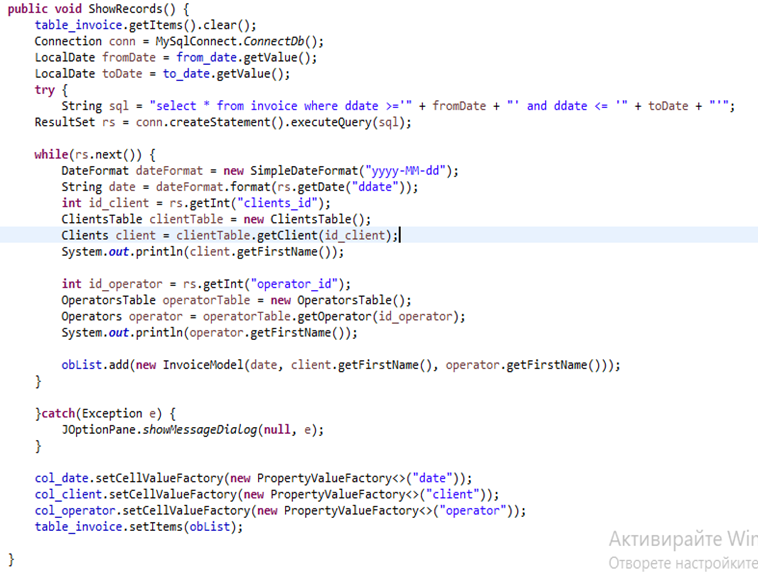 public void ShowRecords() {
table_invoice.getItems().clear();
Connection conn = MySqlConnect.ConnectDb();
LocalDate fromDate = from_date.getValue();
LocalDate toDate = to_date.getValue();
try {
String sql = "select * from invoice where ddate >='" + fromDate + "' and ddate <= '" + toDate + "'";
ResultSet rs = conn.createStatement().executeQuery(sql);
while(rs.next()) {
DateFormat dateFormat = new SimpleDateFormat("yyyy-MM-dd");
String date = dateFormat.format(rs.getDate("ddate"));
int id_client = rs.getInt("clients_id");
ClientsTable clientTable = new ClientsTable();
Clients client = clientTable.getClient(id_client);
System.out.println(client.getFirstName());
int id_operator = rs.getInt("operator_id");
OperatorsTable operatorTable = new OperatorsTable();
Operators operator = operatorTable.getOperator(id_operator);
System.out.println(operator.getFirstName());
obList.add(new InvoiceModel(date, client.getFirstName(), operator.getFirstName()));
}
}catch(Exception e) {
JOptionPane.showMessageDialog(null, e);
}
col_date.setCellValueFactory(new PropertyValueFactory<>("date"));
col_client.setCellValueFactory(new PropertyValueFactory<>("client"));
col_operator.setCellValueFactory(new PropertyValueFactory<>("operator"));
table_invoice.setItems(obList);
}
Активирайте Win
Отворете настройките